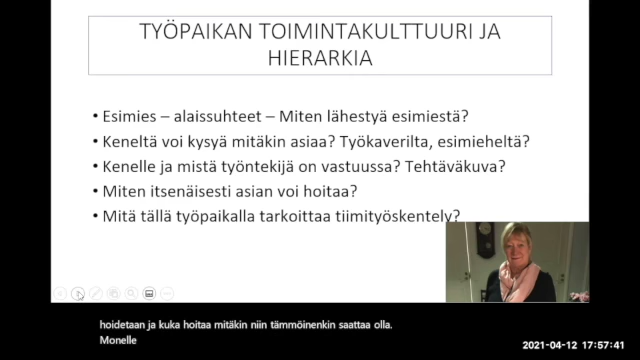 TYÖPAIKAN TOIMINTAKULTTUURI JA
HIERARKIA
• Esimies – alaissuhteet – Miten lähestyä esimiestä?
• Keneltä voi kysyä mitäkin asiaa? Työkaverilta, esimieheltä?
• Kenelle ja mistä työntekijä on vastuussa? Tehtäväkuva?
• Miten itsenäisesti asian voi hoitaa?
• Mitä tällä työpaikalla tarkoittaa tiimityöskentely?
hoidetaan ja kuka hoitaa mitäkin niin tämmöinenkin saattaa olla.
Monelle
2021-04-12 17:57:41